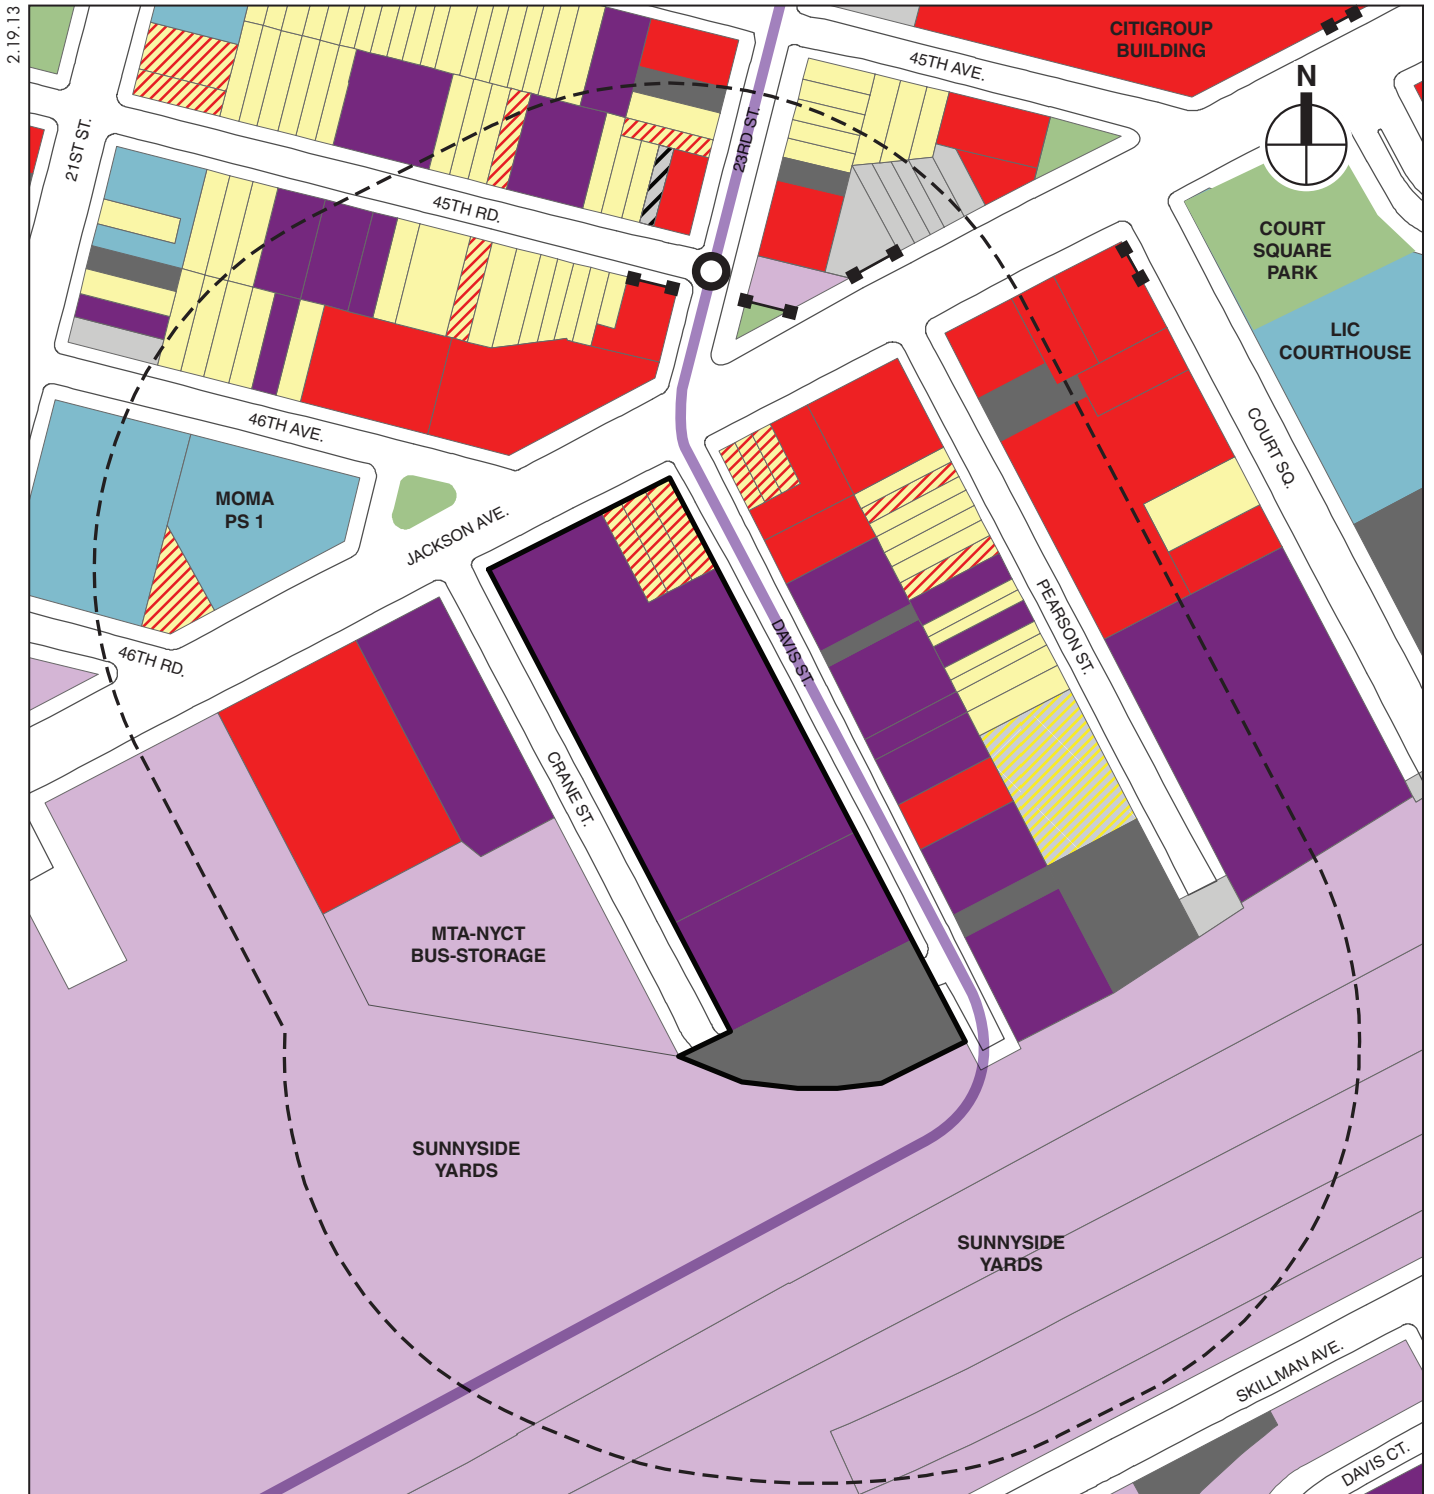 2.19.13
CITIGROUP
BUILDING
45TH AVE.
N
21ST ST.
23RD ST.
45TH RD.
COURT
SQUARE
PARK
LIC
COURTHOUSE
46TH AVE.
COURT SQ.
MOMA
PS 1
JACKSON AVE.
46TH RD.
DAVIS ST.
PEARSON ST.
CRANE ST.
MTA-NYCT
BUS-STORAGE
SUNNYSIDE
YARDS
SUNNYSIDE
YARDS
SKILLMAN AVE.
DAVIS CT.